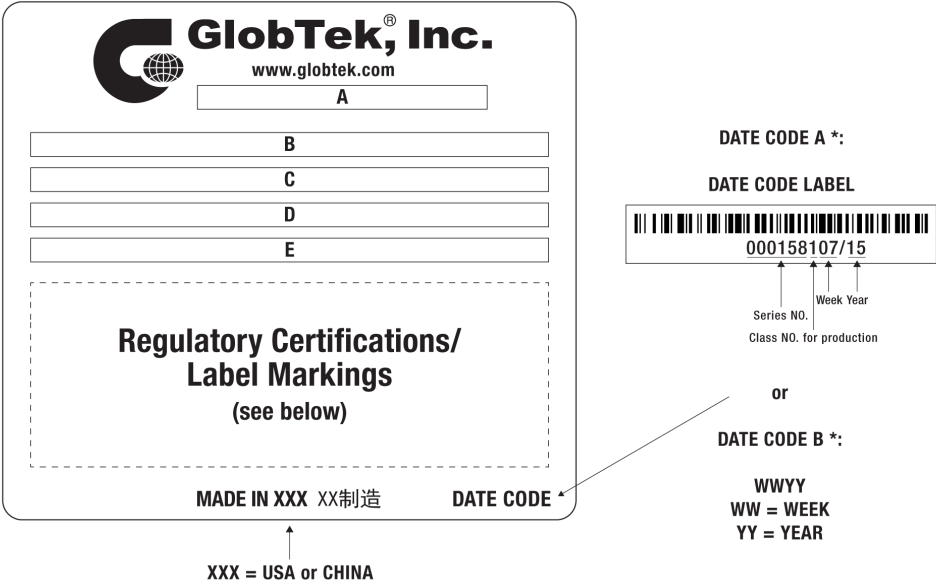 GlobTek,® Inc.
www.globtek.com
A
B
C
D
E
Regulatory Certifications/
Label Markings
(see below)
MADE IN XXX XX制造 DATE CODE
XXX = USA or CHINA
DATE CODE A *:
DATE CODE LABEL
000158107/15
Week Year
Series NO.
Class NO. for production
or
DATE CODE B *:
WWYY
WW = WEEK
YY = YEAR